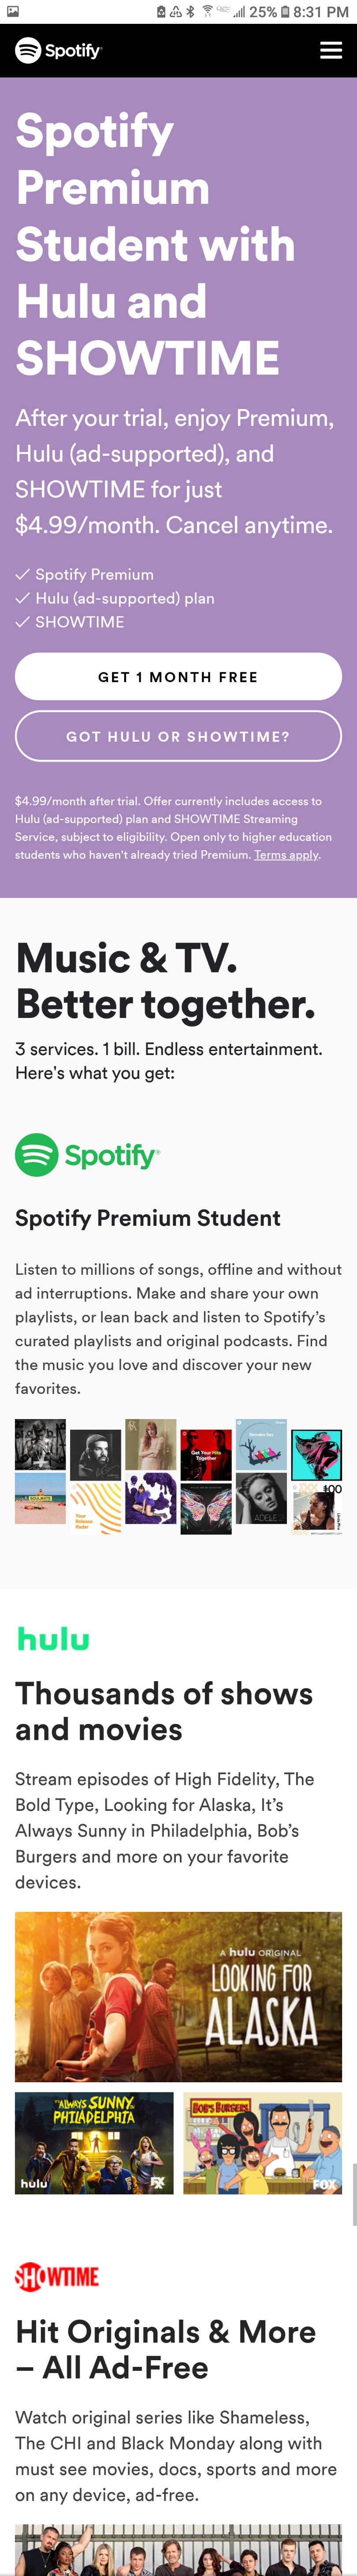 25% 8:31 PM
Spotify
Spotify
Premium
Student with
Hulu and
SHOWTIME
After your trial, enjoy Premium,
Hulu (ad-supported), and
SHOWTIME for just
$4.99/month. Cancel anytime.
✓ Spotify Premium
✓ Hulu (ad-supported) plan
✓ SHOWTIME
GET 1 MONTH FREE
GOT HULU OR SHOWTIME?
$4.99/month after trial. Offer currently includes access to
Hulu (ad-supported) plan and SHOWTIME Streaming
Service, subject to eligibility. Open only to higher education
students who haven't already tried Premium. Terms apply.
Music & TV.
Better together.
3 services. 1 bill. Endless entertainment.
Here's what you get:
Spotify®
Spotify Premium Student
Listen to millions of songs, offline and without
ad interruptions. Make and share your own
playlists, or lean back and listen to Spotify's
curated playlists and original podcasts. Find
the music you love and discover your new
favorites.
Get Your Hits
Together
SOULMATE
Your
Release
Radar
ADELE
hulu
Thousands of shows
and movies
Stream episodes of High Fidelity, The
Bold Type, Looking for Alaska, It's
Always Sunny in Philadelphia, Bob's
Burgers and more on your favorite
devices.
A hulu ORIGINAL
LOOKING FOR
ALASKA
ALWAYS SUNNY IN
PHILADELPHIA
hulu
FXX
BOB'S BURGERS
FOX
SHOWTIME
Hit Originals & More
– All Ad-Free
Watch original series like Shameless,
The CHI and Black Monday along with
must see movies, docs, sports and more
on any device, ad-free.